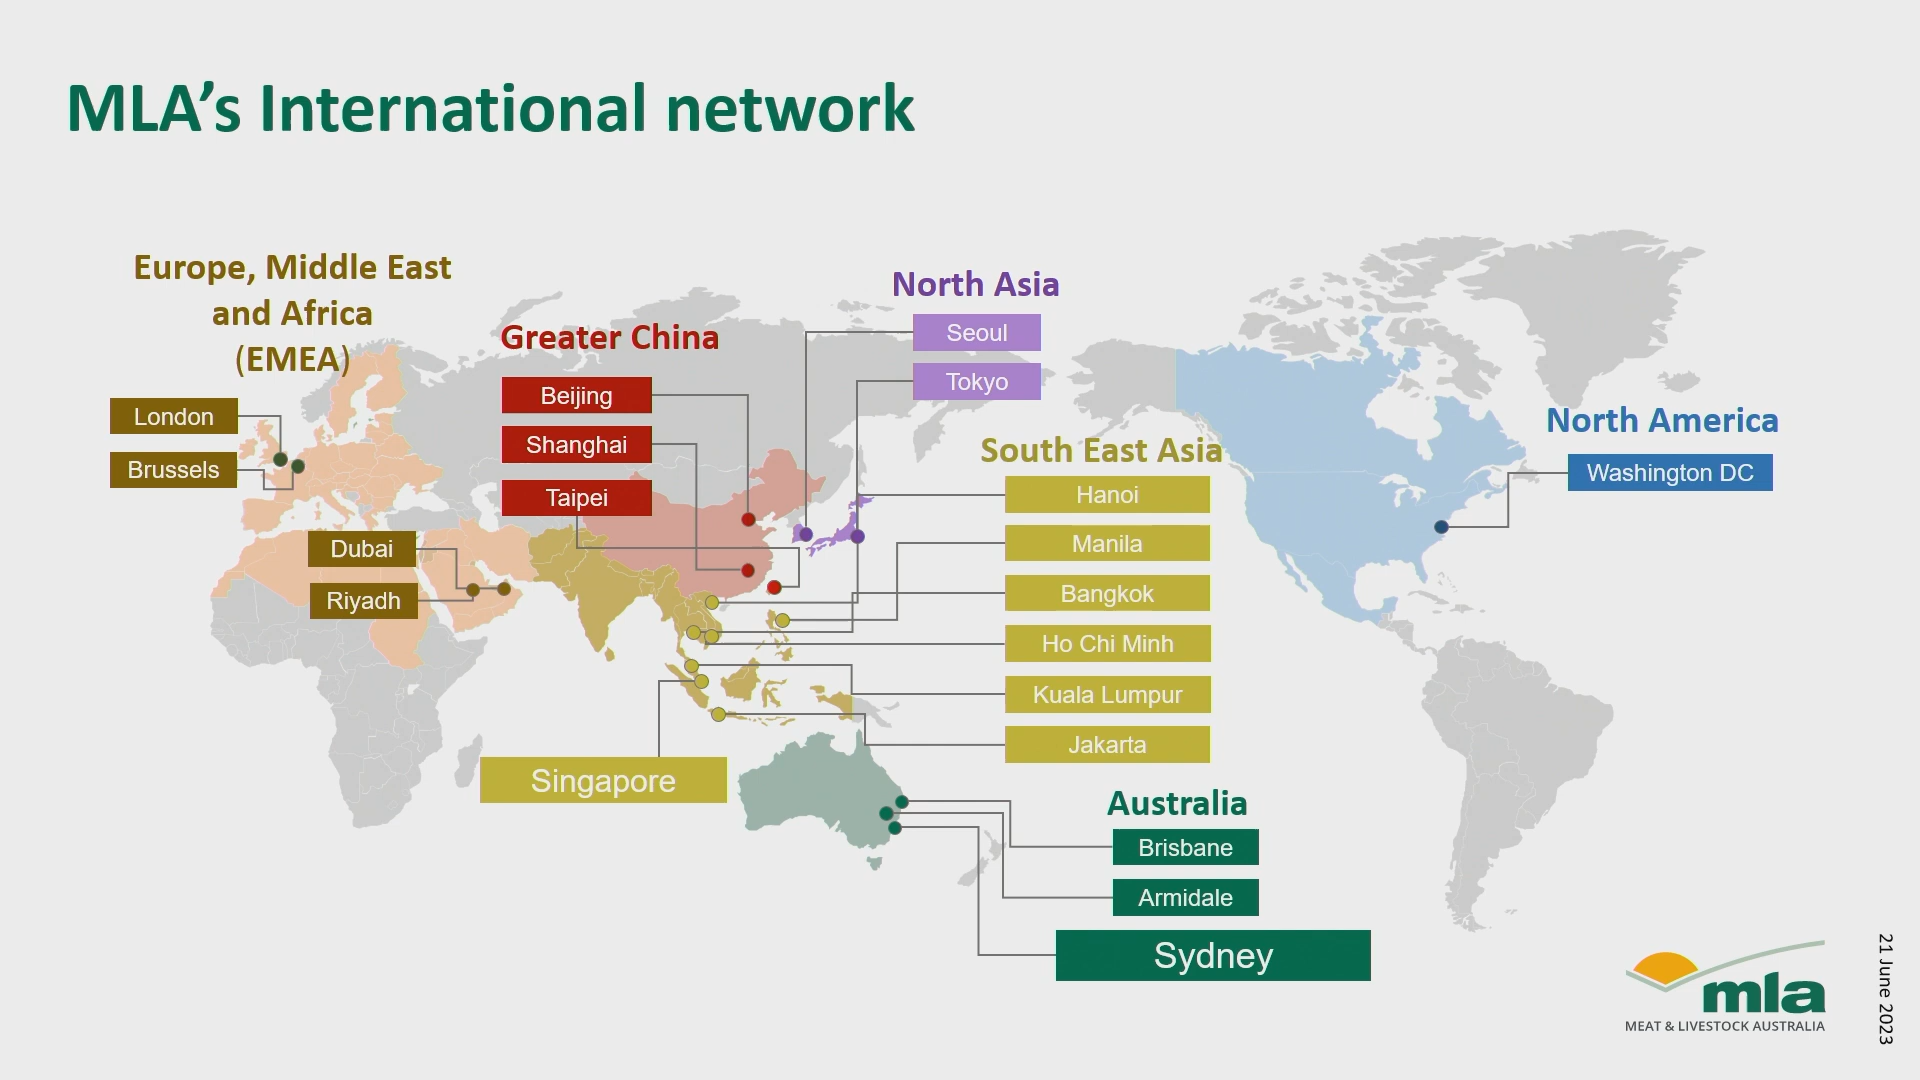 MLA’s International network
Europe, Middle East
and Africa
(EMEA)
London
Brussels
Dubai
Riyadh
Greater China
Beijing
Shanghai
Taipei
North Asia
Seoul
Tokyo
South East Asia
Hanoi
Manila
Bangkok
Ho Chi Minh
Kuala Lumpur
Jakarta
Singapore
North America
Washington DC
Australia
Brisbane
Armidale
Sydney
mla
MEAT & LIVESTOCK AUSTRALIA
21 June 2023